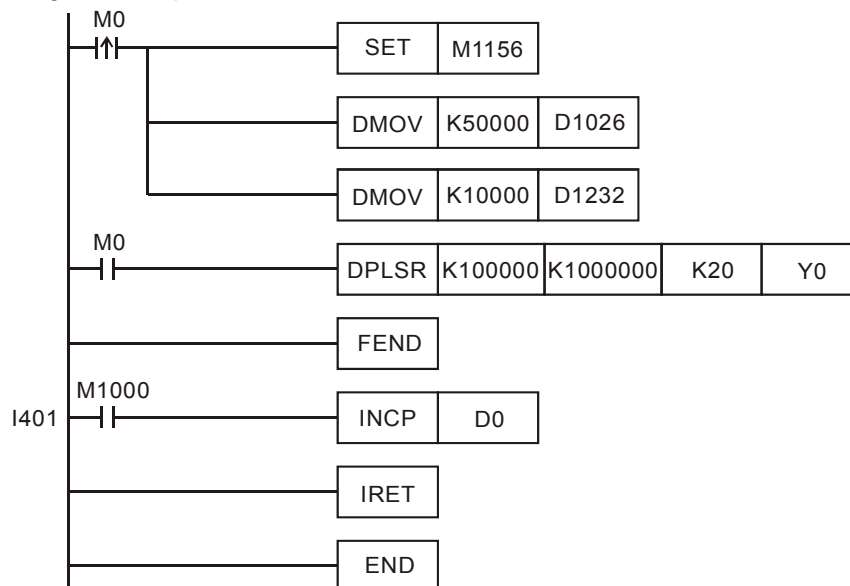 M0
SET M1156
DMOV K50000 D1026
DMOV K10000 D1232
M0
DPLSR K100000 K1000000 K20 Y0
FEND
M1000
I401 INCP D0
IRET
END